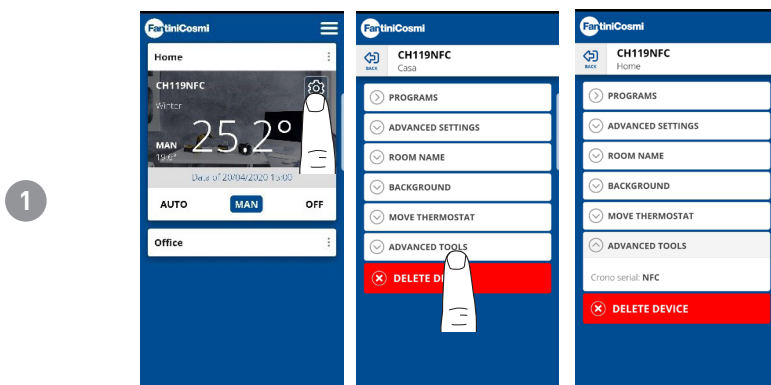 1
FantiniCosmi
Home
CH119NFC
Winter
MAN
19.6°
25.2°
Data of 20/04/2020 15:00
AUTO MAN OFF
Office
FantiniCosmi
BACK
CH119NFC
Casa
PROGRAMS
ADVANCED SETTINGS
ROOM NAME
BACKGROUND
MOVE THERMOSTAT
ADVANCED TOOLS
DELETE
FantiniCosmi
BACK
CH119NFC
Home
PROGRAMS
ADVANCED SETTINGS
ROOM NAME
BACKGROUND
MOVE THERMOSTAT
ADVANCED TOOLS
Crono serial: NFC
DELETE DEVICE